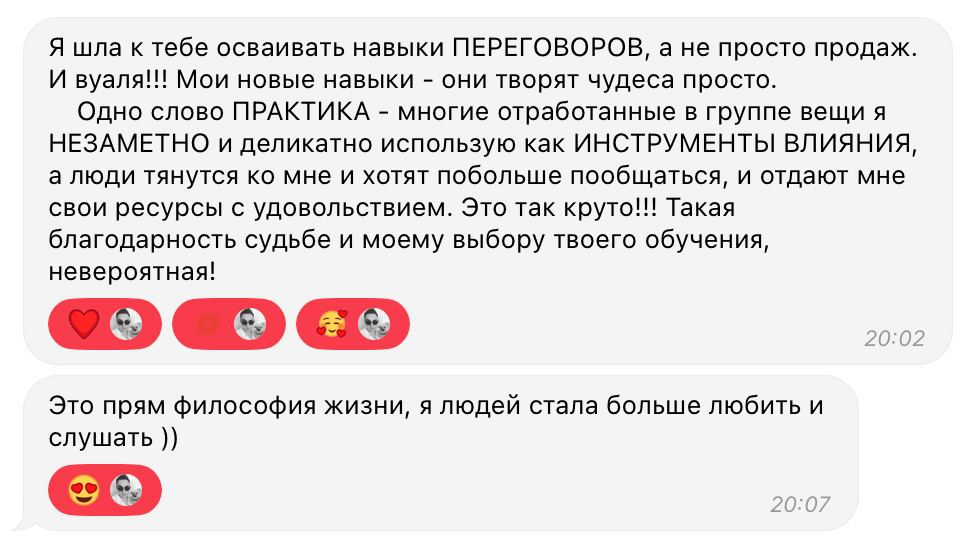 Я шла к тебе осваивать навыки ПЕРЕГОВОРОВ, а не просто продаж.
И вуаля!!! Мои новые навыки - они творят чудеса просто.
Одно слово ПРАКТИКА - многие отработанные в группе вещи я
НЕЗАМЕТНО и деликатно использую как ИНСТРУМЕНТЫ ВЛИЯНИЯ,
а люди тянутся ко мне и хотят побольше пообщаться, и отдают мне
свои ресурсы с удовольствием. Это так круто!!! Такая
благодарность судьбе и моему выбору твоего обучения,
невероятная!
20:02
Это прям философия жизни, я людей стала больше любить и
слушать ))
20:07